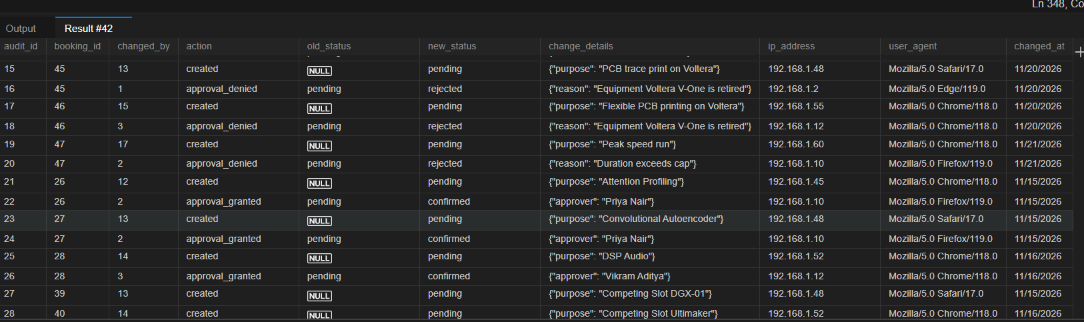 Ln 348, Co
Output Result #42
audit_id booking_id changed_by action old_status new_status change_details ip_address user_agent changed_at
15 45 13 created NULL pending {"purpose": "PCB trace print on Voltera"} 192.168.1.48 Mozilla/5.0 Safari/17.0 11/20/2026
16 45 1 approval_denied pending rejected {"reason": "Equipment Voltera V-One is retired"} 192.168.1.2 Mozilla/5.0 Edge/119.0 11/20/2026
17 46 15 created NULL pending {"purpose": "Flexible PCB printing on Voltera"} 192.168.1.55 Mozilla/5.0 Chrome/118.0 11/20/2026
18 46 3 approval_denied pending rejected {"reason": "Equipment Voltera V-One is retired"} 192.168.1.12 Mozilla/5.0 Chrome/118.0 11/20/2026
19 47 17 created NULL pending {"purpose": "Peak speed run"} 192.168.1.60 Mozilla/5.0 Chrome/118.0 11/21/2026
20 47 2 approval_denied pending rejected {"reason": "Duration exceeds cap"} 192.168.1.10 Mozilla/5.0 Firefox/119.0 11/21/2026
21 26 12 created NULL pending {"purpose": "Attention Profiling"} 192.168.1.45 Mozilla/5.0 Chrome/118.0 11/15/2026
22 26 2 approval_granted pending confirmed {"approver": "Priya Nair"} 192.168.1.10 Mozilla/5.0 Firefox/119.0 11/15/2026
23 27 13 created NULL pending {"purpose": "Convolutional Autoencoder"} 192.168.1.48 Mozilla/5.0 Safari/17.0 11/15/2026
24 27 2 approval_granted pending confirmed {"approver": "Priya Nair"} 192.168.1.10 Mozilla/5.0 Firefox/119.0 11/15/2026
25 28 14 created NULL pending {"purpose": "DSP Audio"} 192.168.1.52 Mozilla/5.0 Chrome/118.0 11/16/2026
26 28 3 approval_granted pending confirmed {"approver": "Vikram Aditya"} 192.168.1.12 Mozilla/5.0 Chrome/118.0 11/16/2026
27 39 13 created NULL pending {"purpose": "Competing Slot DGX-01"} 192.168.1.48 Mozilla/5.0 Safari/17.0 11/15/2026
28 40 14 created NULL pending {"purpose": "Competing Slot Ultimaker"} 192.168.1.52 Mozilla/5.0 Chrome/118.0 11/16/2026